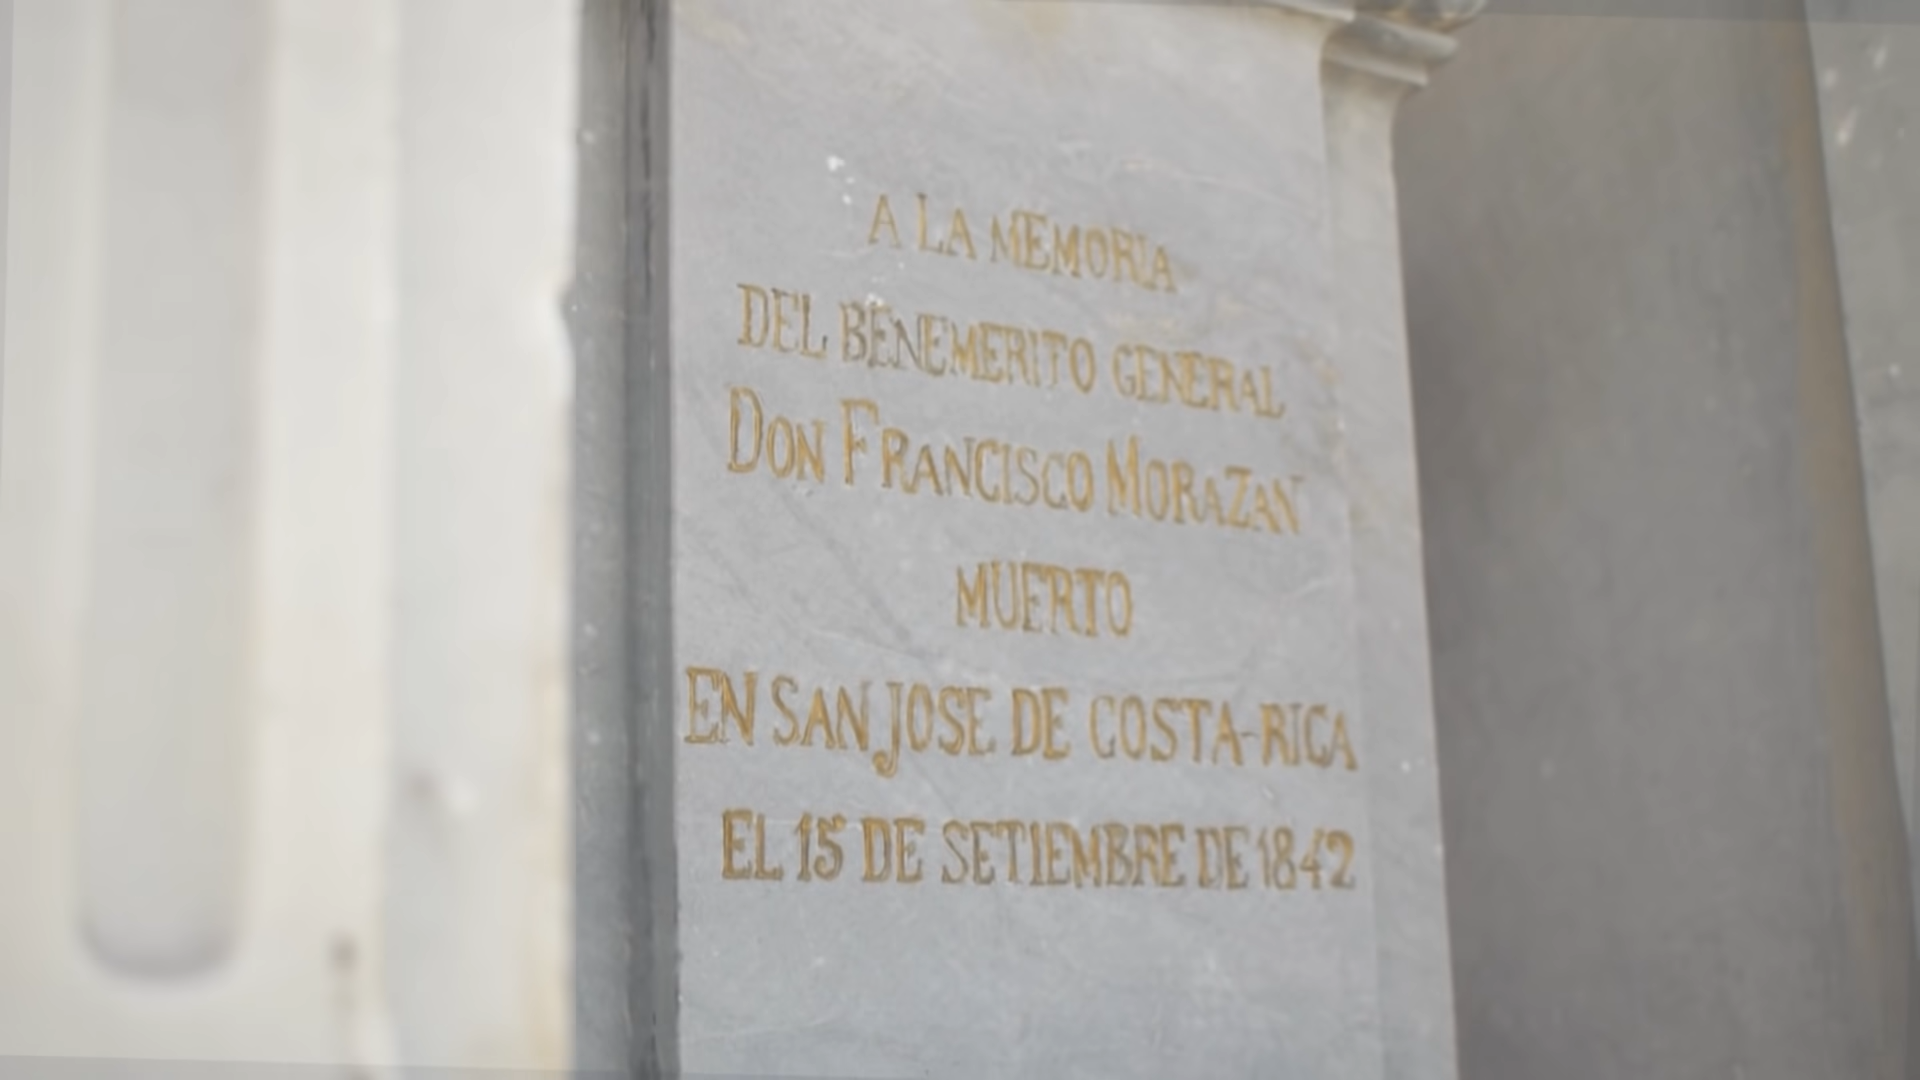 A LA MEMORIA
DEL BENEMERITO GENERAL
DON FRANCISCO MORAZAN
MUERTO
EN SAN JOSE DE COSTA-RICA
EL 15 DE SETIEMBRE DE 1842